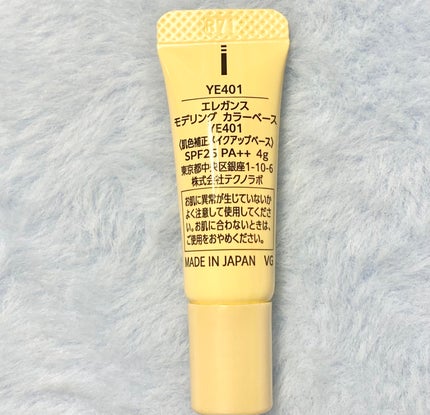 R71
i
YE401
エレガンス
モデリング カラーベース
YE401
〈肌色補正メイクアップベース〉
SPF25 PA++ 4g
東京都中央区銀座1-10-6
株式会社テクノラボ
お肌に異常が生じていないか
よく注意して使用してくださ
い。お肌に合わないときは、
ご使用をおやめください。
MADE IN JAPAN VG